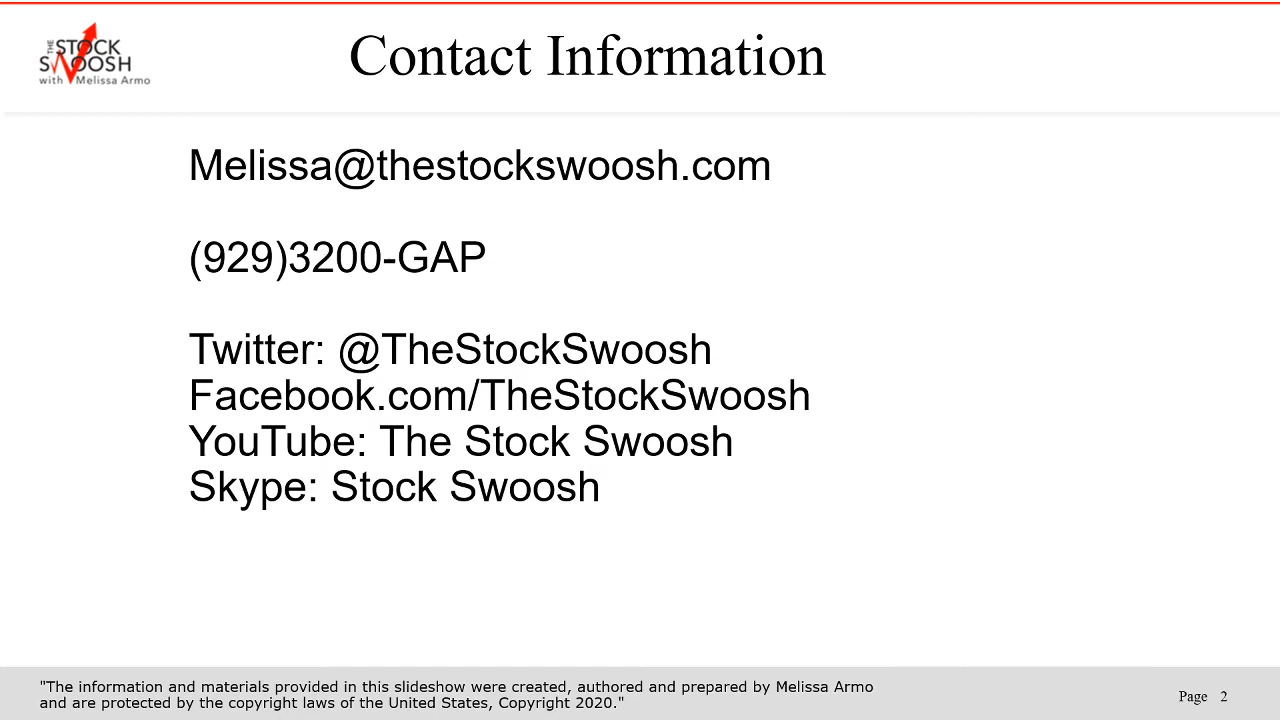 THE STOCK
SWOOSH
with Melissa Armo
Contact Information
Melissa@thestockswoosh.com
(929)3200-GAP
Twitter: @TheStockSwoosh
Facebook.com/TheStockSwoosh
YouTube: The Stock Swoosh
Skype: Stock Swoosh
"The information and materials provided in this slideshow were created, authored and prepared by Melissa Armo
and are protected by the copyright laws of the United States, Copyright 2020."
Page 2